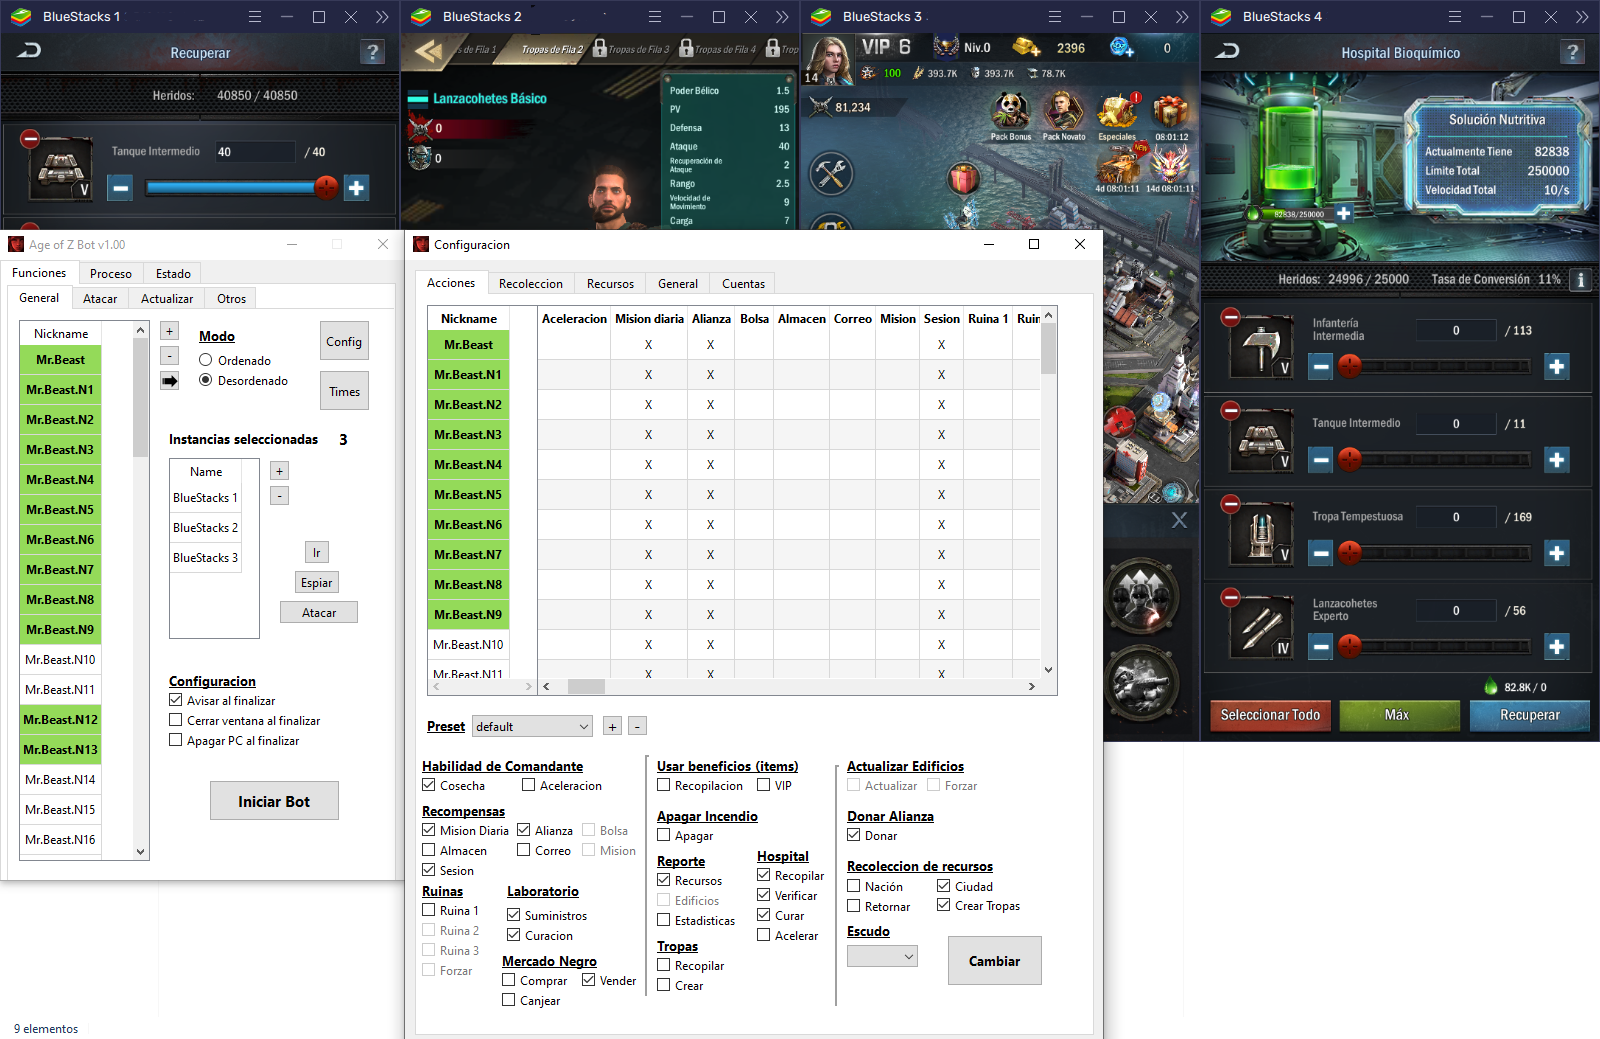 BlueStacks 1
Recuperar
?
Heridos: 40850 / 40850
Tanque Intermedio 40 / 40
V
BlueStacks 2
Tropas de Fila 2
Tropas de Fila 3
Tropas de Fila 4
Lanzacohetes Básico
0
0
Poder Bélico 1.5
PV 195
Defensa 13
Ataque 40
Recuperación de Ataque 2
Rango 2.5
Velocidad de Movimiento 9
Carga 7
BlueStacks 3
VIP 6
Niv.0
2396
0
14
100
393.7K
393.7K
78.7K
81,234
Pack Bonus
Pack Novato
Especiales
08:01:12
NEW
4d 08:01:11
14d 08:01:11
X
BlueStacks 4
Hospital Bioquímico
?
Solución Nutritiva
Actualmente Tiene 82838
Límite Total 250000
Velocidad Total 10/s
82838/250000
Heridos: 24996 / 25000
Tasa de Conversión 11%
i
Infantería Intermedia 0 / 113
V
Tanque Intermedio 0 / 11
V
Tropa Tempestuosa 0 / 169
V
Lanzacohetes Experto 0 / 56
IV
82.8K / 0
Seleccionar Todo
Máx
Recuperar
Age of Z Bot v1.00
Funciones Proceso Estado
General Atacar Actualizar Otros
Nickname
Mr.Beast
Mr.Beast.N1
Mr.Beast.N2
Mr.Beast.N3
Mr.Beast.N4
Mr.Beast.N5
Mr.Beast.N6
Mr.Beast.N7
Mr.Beast.N8
Mr.Beast.N9
Mr.Beast.N10
Mr.Beast.N11
Mr.Beast.N12
Mr.Beast.N13
Mr.Beast.N14
Mr.Beast.N15
Mr.Beast.N16
+
-
Modo
Ordenado
Desordenado
Config
Times
Instancias seleccionadas 3
Name
BlueStacks 1
BlueStacks 2
BlueStacks 3
+
-
Ir
Espiar
Atacar
Configuracion
Avisar al finalizar
Cerrar ventana al finalizar
Apagar PC al finalizar
Iniciar Bot
9 elementos
Configuracion
Acciones Recoleccion Recursos General Cuentas
Nickname Aceleracion Mision diaria Alianza Bolsa Almacen Correo Mision Sesion Ruina 1 Ruin
Mr.Beast X X X
Mr.Beast.N1 X X X
Mr.Beast.N2 X X X
Mr.Beast.N3 X X X
Mr.Beast.N4 X X X
Mr.Beast.N5 X X X
Mr.Beast.N6 X X X
Mr.Beast.N7 X X X
Mr.Beast.N8 X X X
Mr.Beast.N9 X X X
Mr.Beast.N10 X X X
Mr.Beast.N11 X X X
Preset default + -
Habilidad de Comandante
Cosecha Aceleracion
Recompensas
Mision Diaria Alianza Bolsa
Almacen Correo Mision
Sesion
Ruinas
Ruina 1
Ruina 2
Ruina 3
Forzar
Laboratorio
Suministros
Curacion
Mercado Negro
Comprar Vender
Canjear
Usar beneficios (items)
Recopilacion VIP
Apagar Incendio
Apagar
Reporte
Recursos
Edificios
Estadisticas
Hospital
Recopilar
Verificar
Curar
Acelerar
Tropas
Recopilar
Crear
Actualizar Edificios
Actualizar Forzar
Donar Alianza
Donar
Recoleccion de recursos
Nación Ciudad
Retornar Crear Tropas
Escudo
Cambiar